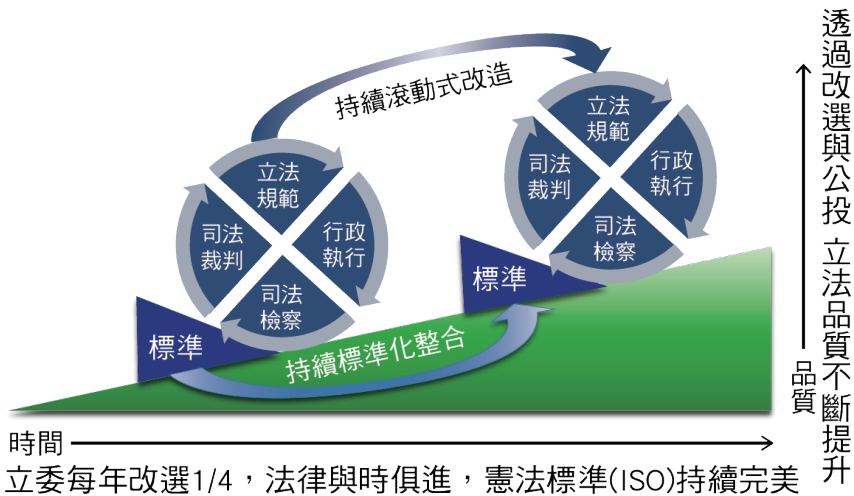 持續滾動式改造
立法
規範
行政
執行
司法
檢察
司法
裁判
標準
立法
規範
行政
執行
司法
檢察
司法
裁判
標準
持續標準化整合
品質
透過改選與公投 立法品質不斷提升
時間
立委每年改選1/4，法律與時俱進，憲法標準(ISO)持續完美